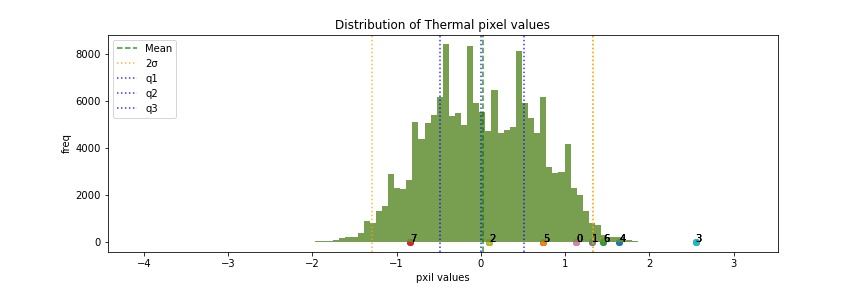 Distribution of Thermal pixel values
Mean
2σ
q1
q2
q3
freq
8000
6000
4000
2000
0
7 2 5 0 1 6 4 3
−4 −3 −2 −1 0 1 2 3
pxil values